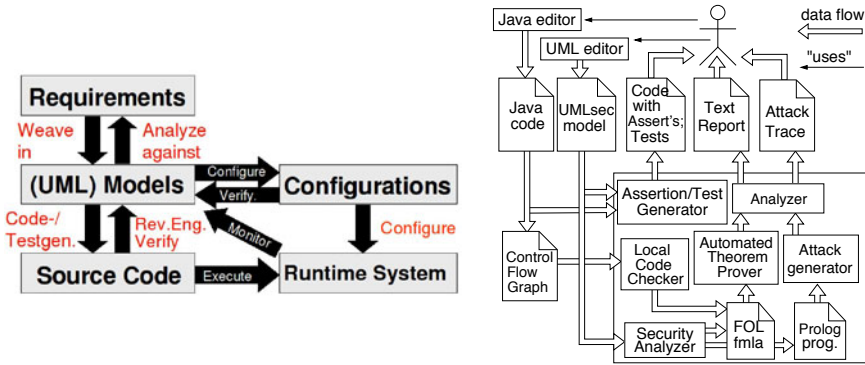 Requirements
Weave
in
Analyze
against
(UML) Models
Configure
Verify.
Configurations
Code-/
Testgen.
Rev.Eng.
Verify
Monitor
Configure
Source Code
Execute
Runtime System
Java editor
UML editor
data flow
"uses"
Java
code
UMLsec
model
Code
with
Assert's;
Tests
Text
Report
Attack
Trace
Assertion/Test
Generator
Analyzer
Control
Flow
Graph
Local
Code
Checker
Automated
Theorem
Prover
Attack
generator
Security
Analyzer
FOL
fmla
Prolog
prog.